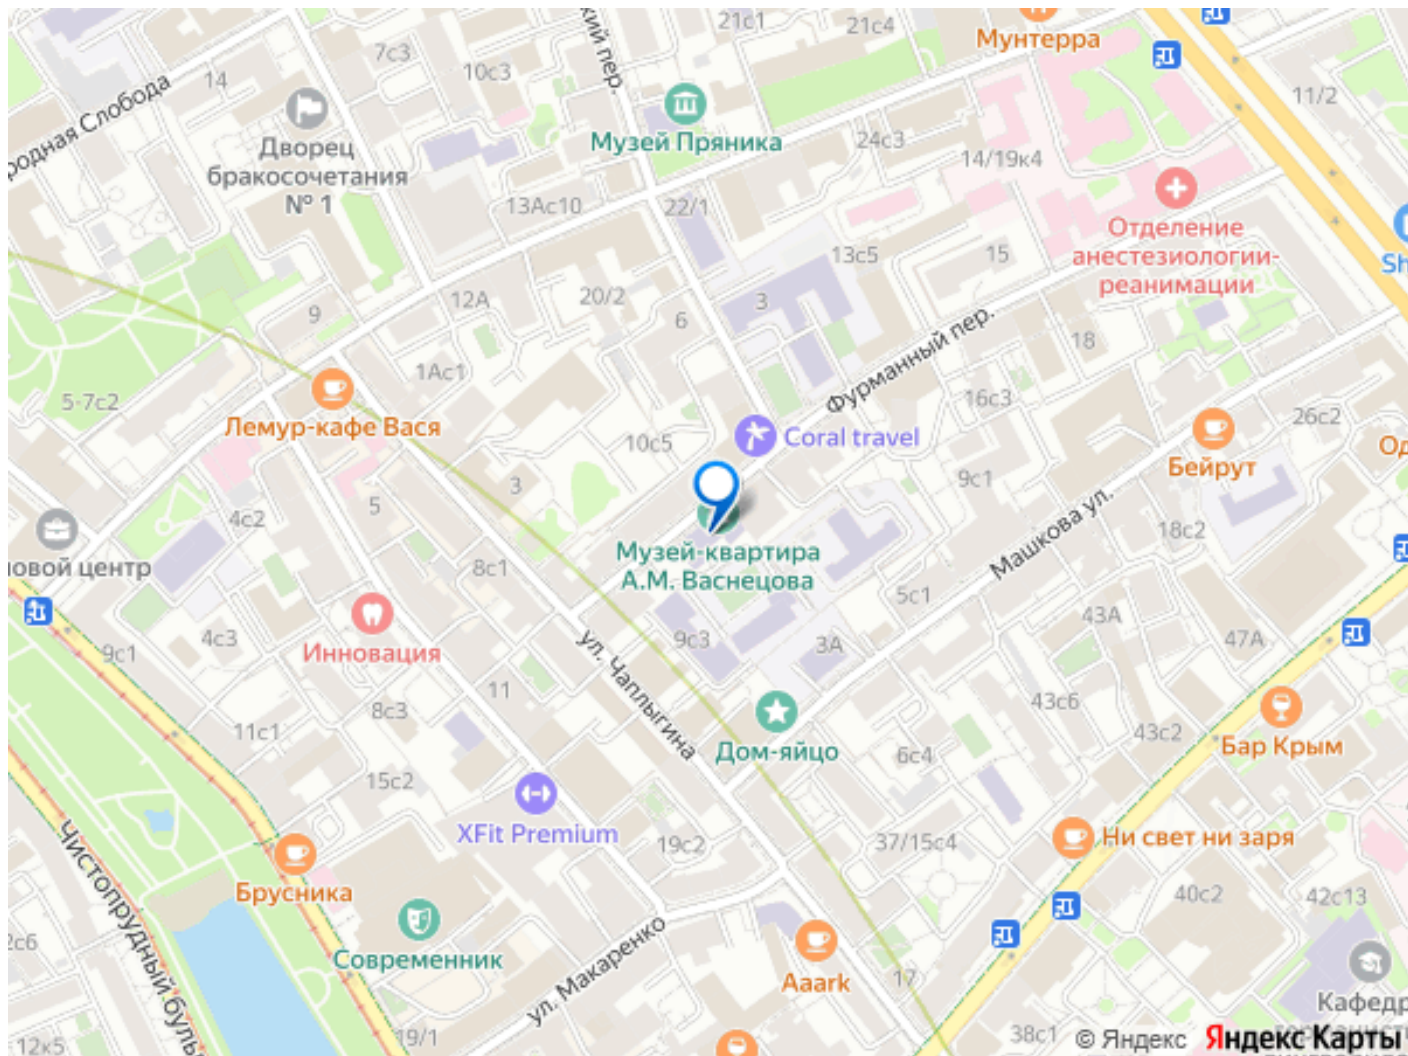 21с1
21с4
Мунтерра
7с3
10с3
14
кий пер.
11/2
родная Слобода
Музей Пряника
24с3
14/19к4
Дворец
бракосочетания
№ 1
13Ас10
22/1
Отделение
анестезиологии-
реанимации
13с5
15
Sh
12А
20/2
3
9
6
18
Фурманный пер.
1Ас1
16с3
5-7с2
26с2
Лемур-кафе Вася
10с5
Coral travel
Од
Бейрут
3
9с1
5
4с2
Машкова ул.
18с2
Музей-квартира
А.М. Васнецова
овой центр
8с1
5с1
43А
4с3
9с3
3А
47А
9с1
Инновация
ул. Чаплыгина
11
43с6
8с3
11с1
43с2
Дом-яйцо
6с4
Бар Крым
15с2
XFit Premium
19с2
37/15с4
Ни свет ни заря
Чистопрудный буль
Брусника
40с2
42с13
2с6
Современник
ул. Макаренко
Aaark
17
Кафедр
19/1
38с1
12к5
© Яндекс
Яндекс Карты